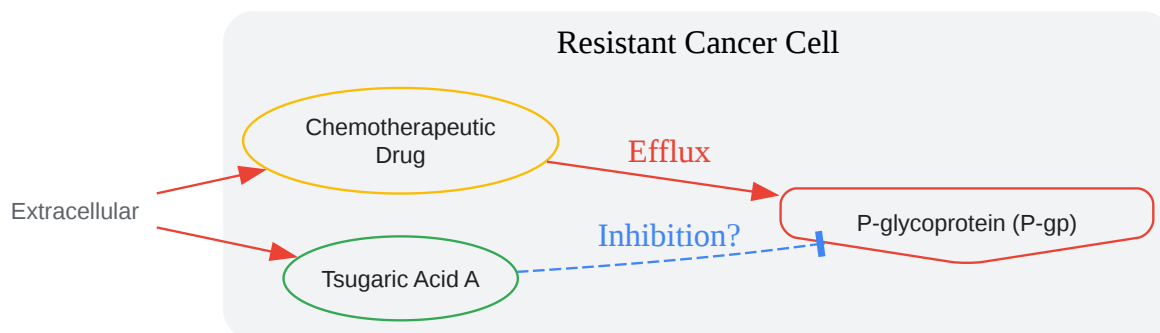 Resistant Cancer Cell
Chemotherapeutic
Drug
Efflux
Extracellular
P-glycoprotein (P-gp)
Inhibition?
Tsugaric Acid A